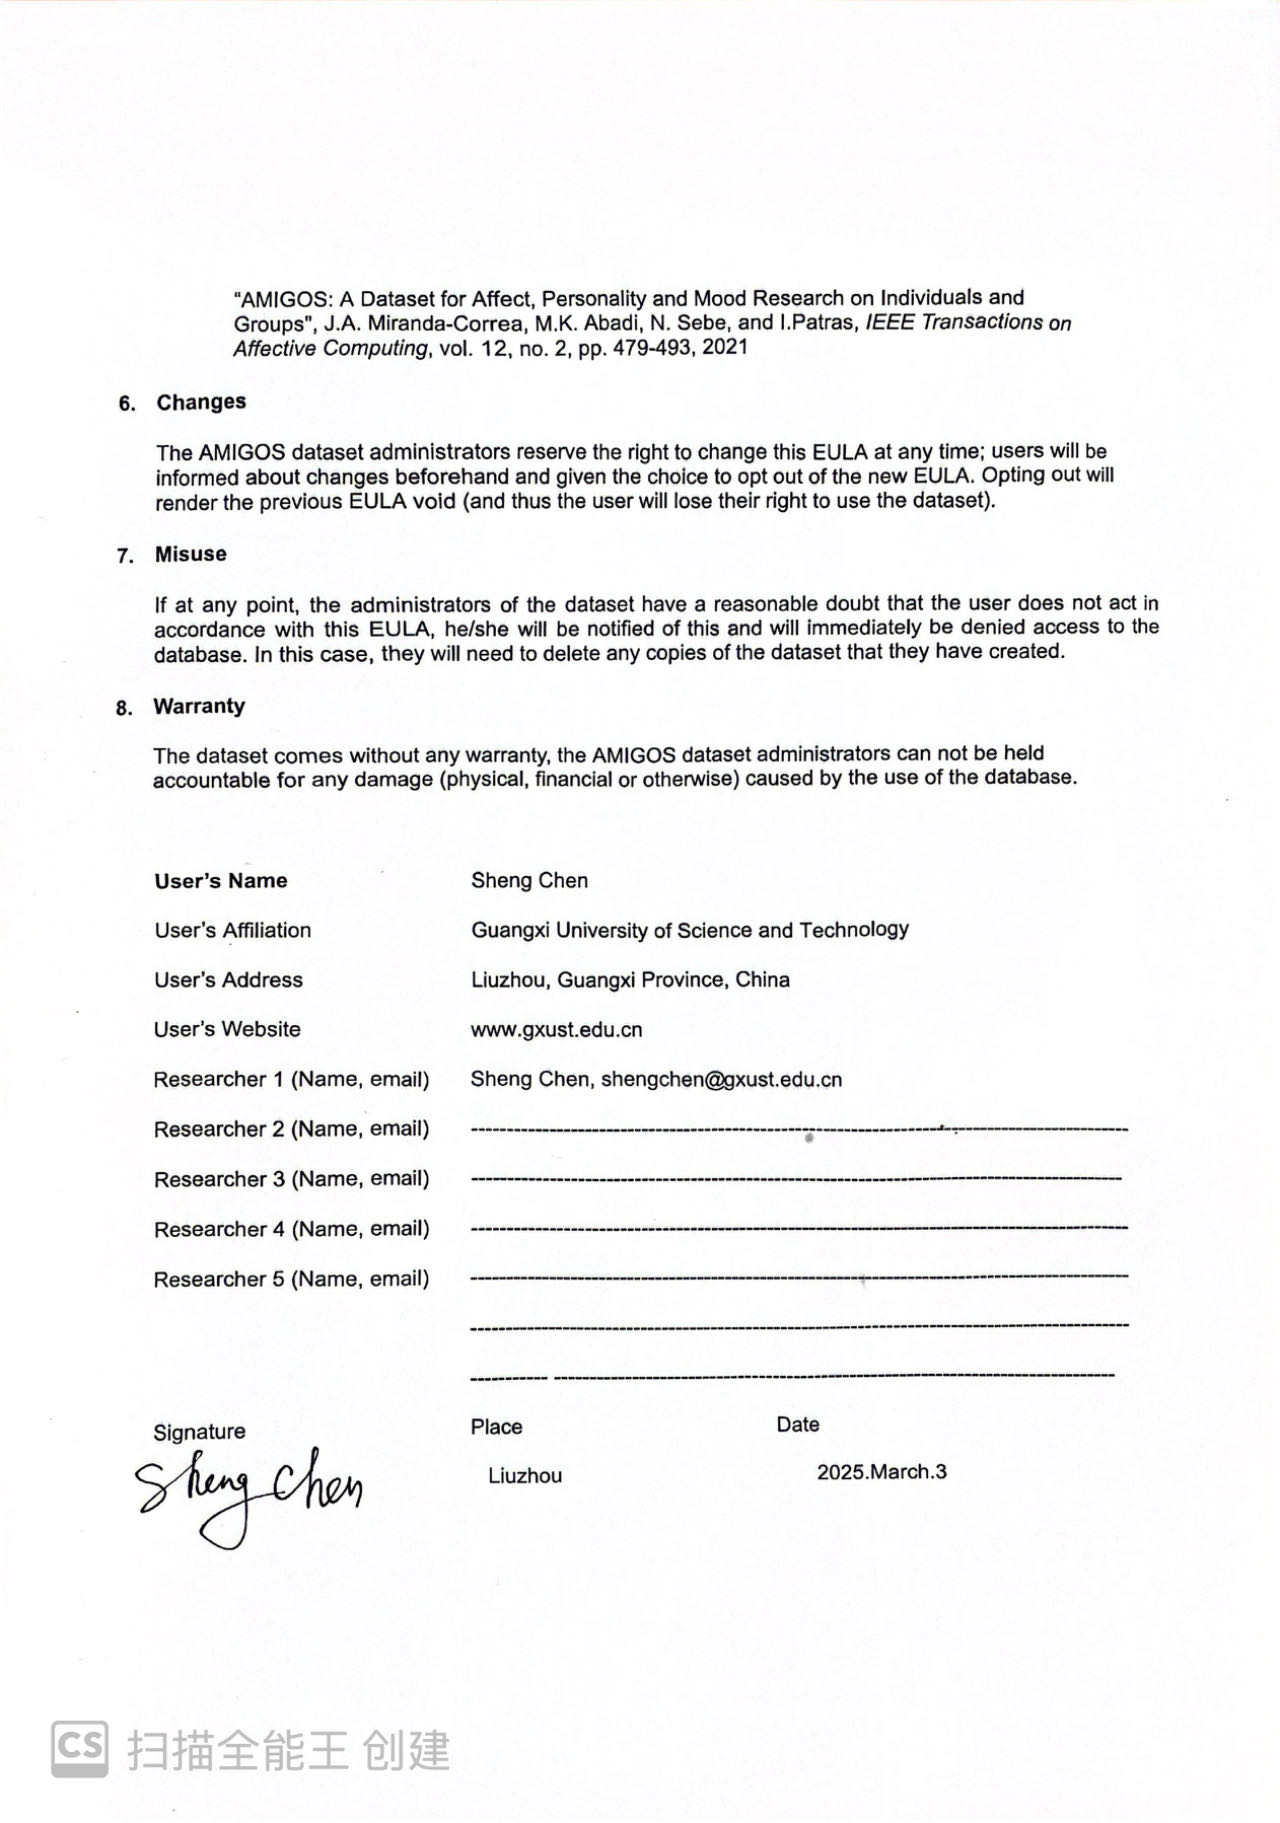 "AMIGOS: A Dataset for Affect, Personality and Mood Research on Individuals and
Groups", J.A. Miranda-Correa, M.K. Abadi, N. Sebe, and I.Patras, IEEE Transactions on
Affective Computing, vol. 12, no. 2, pp. 479-493, 2021
6. Changes
The AMIGOS dataset administrators reserve the right to change this EULA at any time; users will be
informed about changes beforehand and given the choice to opt out of the new EULA. Opting out will
render the previous EULA void (and thus the user will lose their right to use the dataset).
7. Misuse
If at any point, the administrators of the dataset have a reasonable doubt that the user does not act in
accordance with this EULA, he/she will be notified of this and will immediately be denied access to the
database. In this case, they will need to delete any copies of the dataset that they have created.
8. Warranty
The dataset comes without any warranty, the AMIGOS dataset administrators can not be held
accountable for any damage (physical, financial or otherwise) caused by the use of the database.
User's Name Sheng Chen
User's Affiliation Guangxi University of Science and Technology
User's Address Liuzhou, Guangxi Province, China
User's Website www.gxust.edu.cn
Researcher 1 (Name, email) Sheng Chen, shengchen@gxust.edu.cn
Researcher 2 (Name, email)
Researcher 3 (Name, email)
Researcher 4 (Name, email)
Researcher 5 (Name, email)
Signature Place Date
Sheng Chen Liuzhou 2025.March.3
CS 扫描全能王 创建